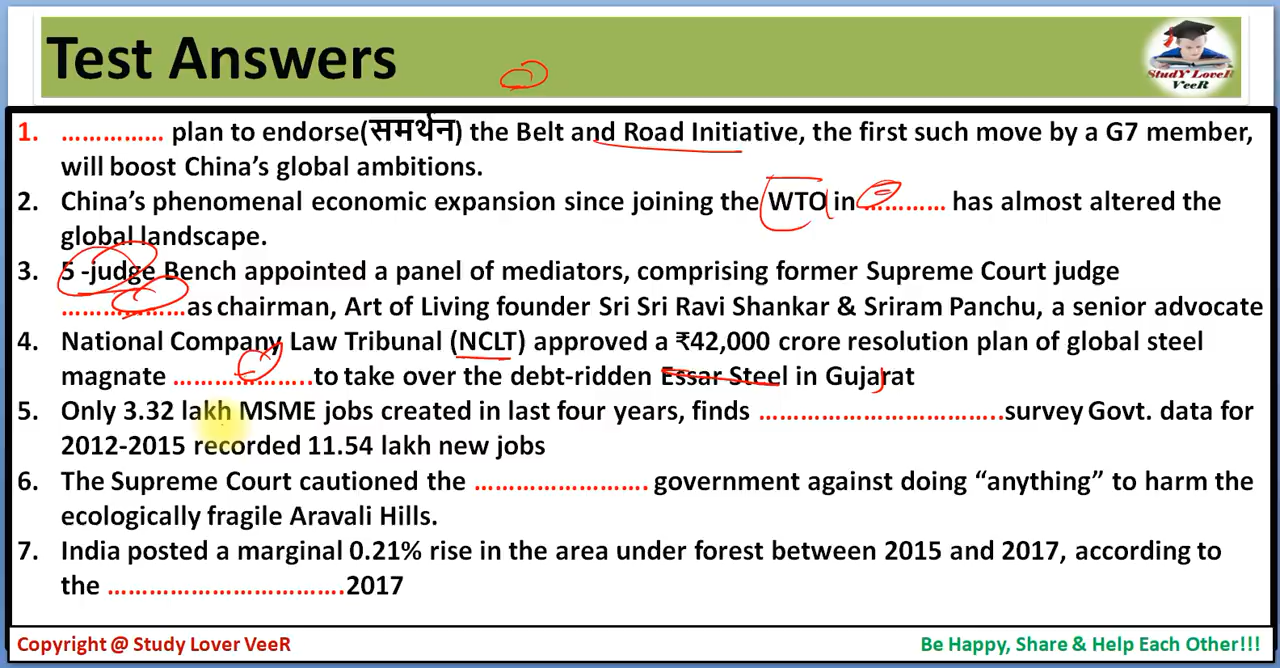 Test Answers
StudY LoveR
VeeR
1. …………… plan to endorse(समर्थन) the Belt and Road Initiative, the first such move by a G7 member,
will boost China's global ambitions.
2. China's phenomenal economic expansion since joining the WTO in ………… has almost altered the
global landscape.
3. 5 -judge Bench appointed a panel of mediators, comprising former Supreme Court judge
………………as chairman, Art of Living founder Sri Sri Ravi Shankar & Sriram Panchu, a senior advocate
4. National Company Law Tribunal (NCLT) approved a ₹42,000 crore resolution plan of global steel
magnate ………………..to take over the debt-ridden Essar Steel in Gujarat
5. Only 3.32 lakh MSME jobs created in last four years, finds ……………………………..survey Govt. data for
2012-2015 recorded 11.54 lakh new jobs
6. The Supreme Court cautioned the ……………………. government against doing “anything” to harm the
ecologically fragile Aravali Hills.
7. India posted a marginal 0.21% rise in the area under forest between 2015 and 2017, according to
the …………………………….2017
Copyright @ Study Lover VeeR
Be Happy, Share & Help Each Other!!!